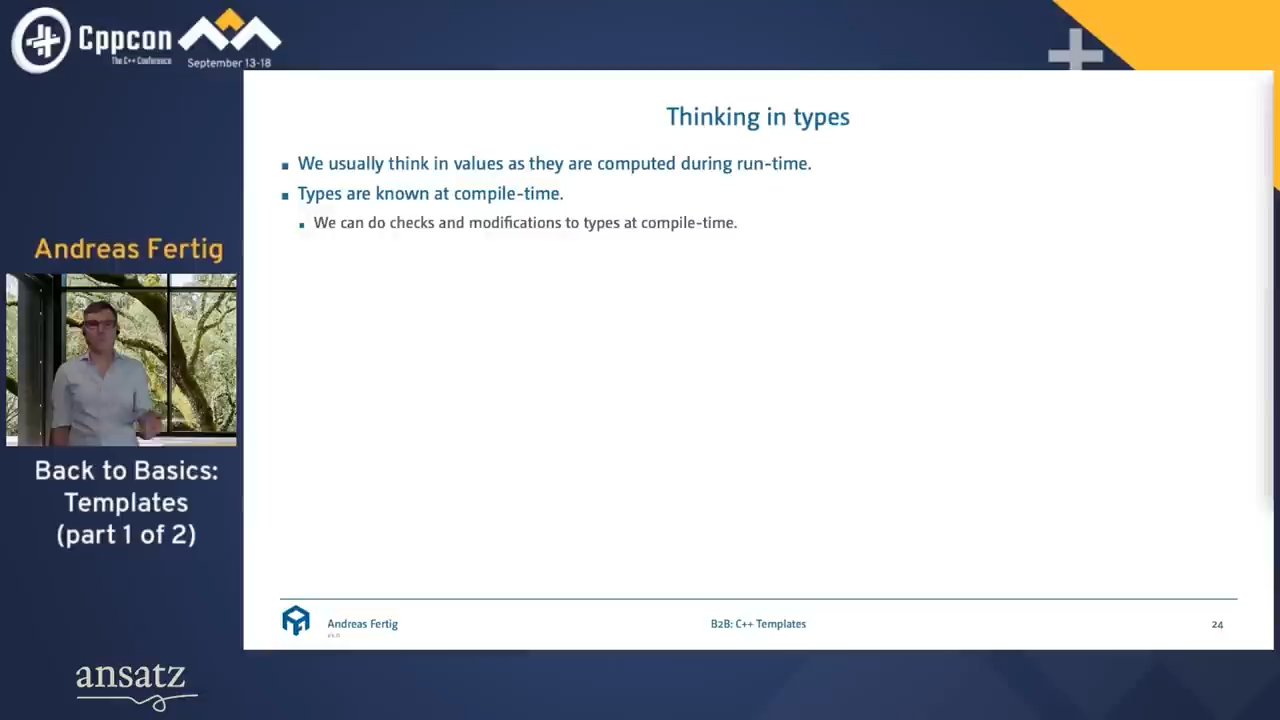 Cppcon
The C++ Conference
September 13-18
Thinking in types
We usually think in values as they are computed during run-time.
Types are known at compile-time.
We can do checks and modifications to types at compile-time.
Andreas Fertig
Back to Basics:
Templates
(part 1 of 2)
Andreas Fertig
B2B: C++ Templates
24
ansatz